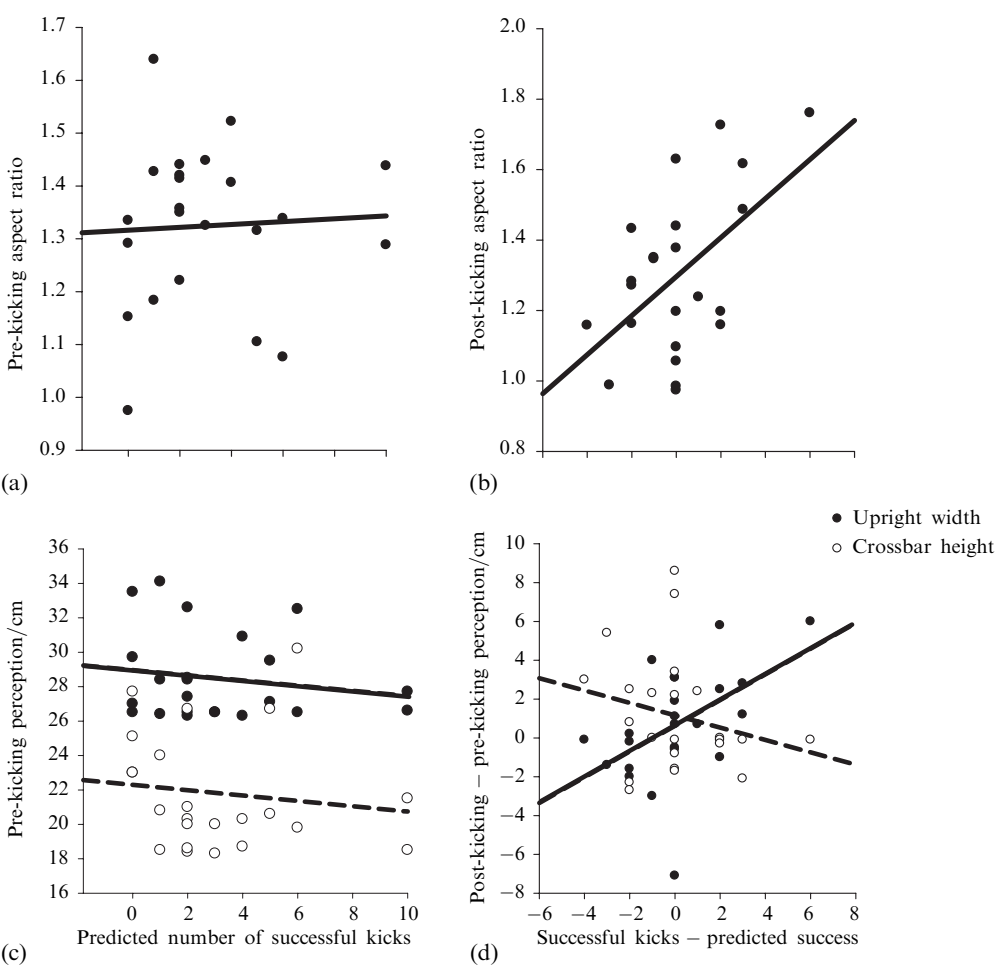 1.7
1.6
1.5
1.4
1.3
1.2
1.1
1.0
0.9
Pre-kicking aspect ratio
(a)
2.0
1.8
1.6
1.4
1.2
1.0
0.8
Post-kicking aspect ratio
(b)
36
34
32
30
28
26
24
22
20
18
16
Pre-kicking perception/cm
0 2 4 6 8 10
Predicted number of successful kicks
(c)
Upright width
Crossbar height
10
8
6
4
2
0
−2
−4
−6
−8
Post-kicking − pre-kicking perception/cm
−6 −4 −2 0 2 4 6 8
Successful kicks − predicted success
(d)